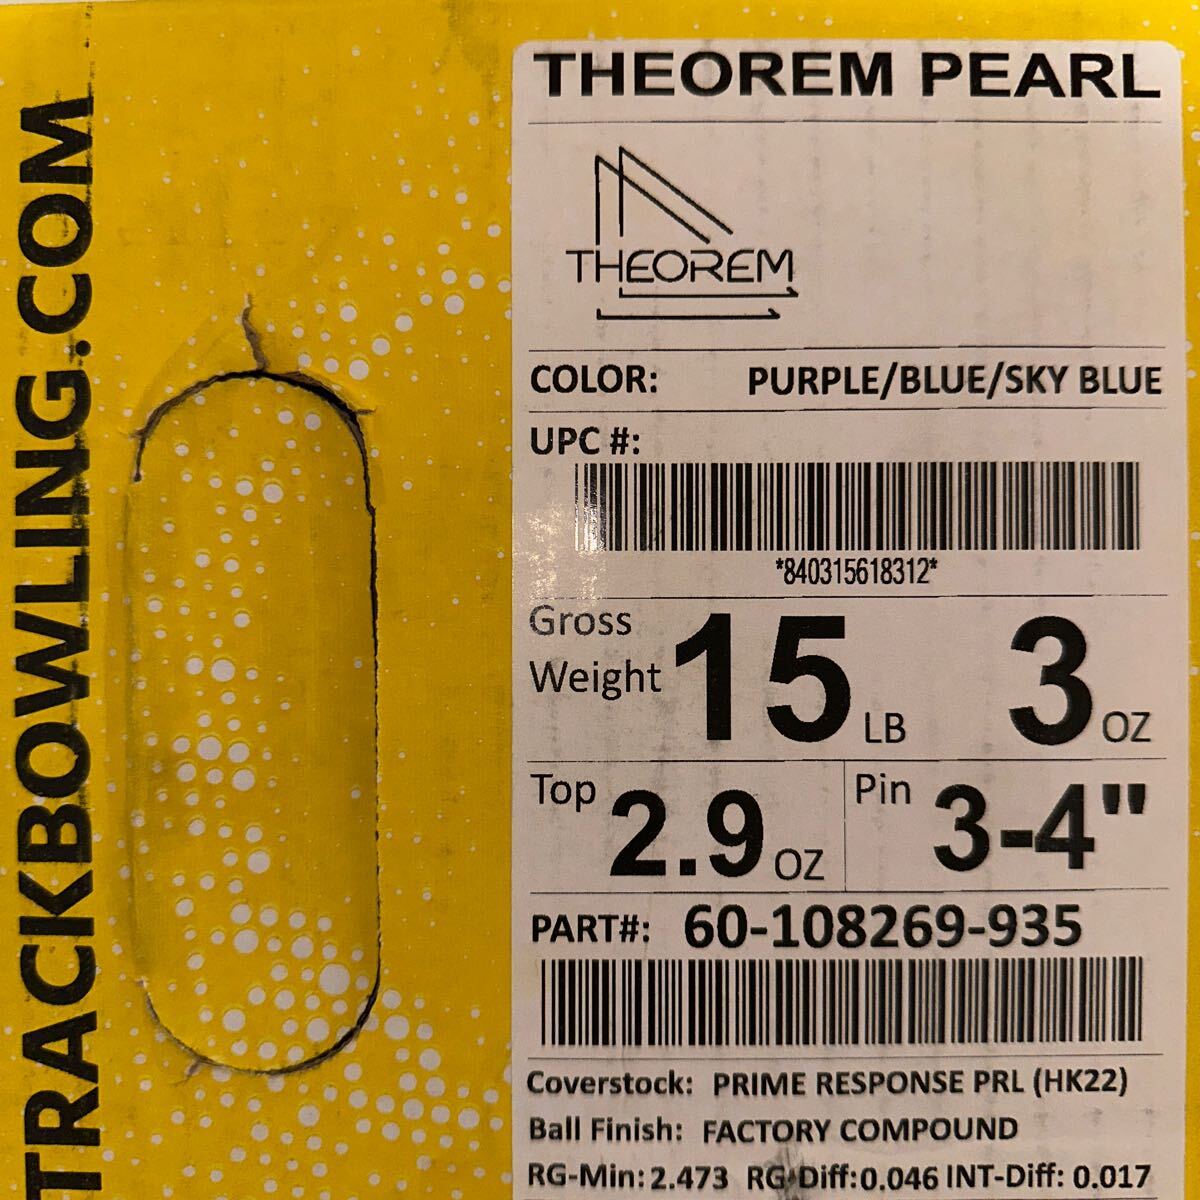 TRACKBOWLING.COM
THEOREM PEARL
THEOREM
COLOR: PURPLE/BLUE/SKY BLUE
UPC #:
*840315618312*
Gross Weight 15 LB 3 OZ
Top 2.9 OZ Pin 3-4"
PART#: 60-108269-935
Coverstock: PRIME RESPONSE PRL (HK22)
Ball Finish: FACTORY COMPOUND
RG-Min: 2.473 RG-Diff: 0.046 INT-Diff: 0.017